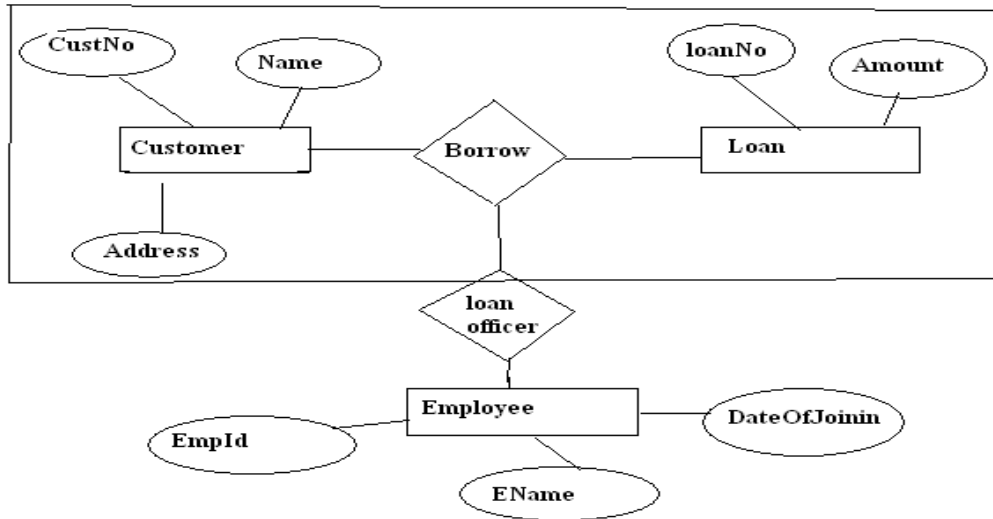 CustNo
Name
loanNo
Amount
Customer
Borrow
Loan
Address
loan
officer
Employee
EmpId
DateOfJoinin
EName